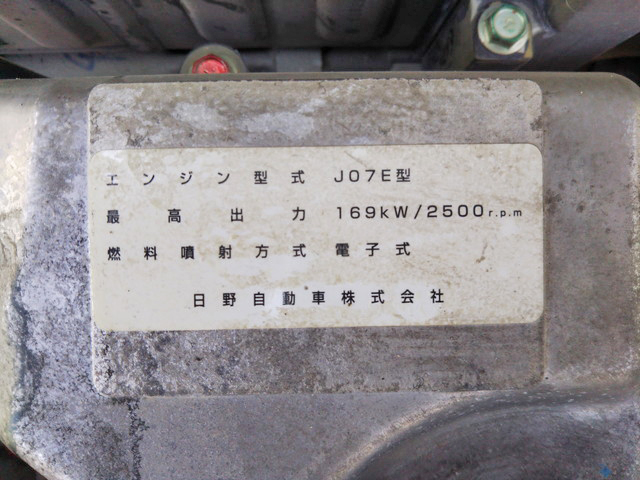 エンジン型式 J07E型
最高出力 169kW/2500r.p.m
燃料噴射方式 電子式
日野自動車株式会社